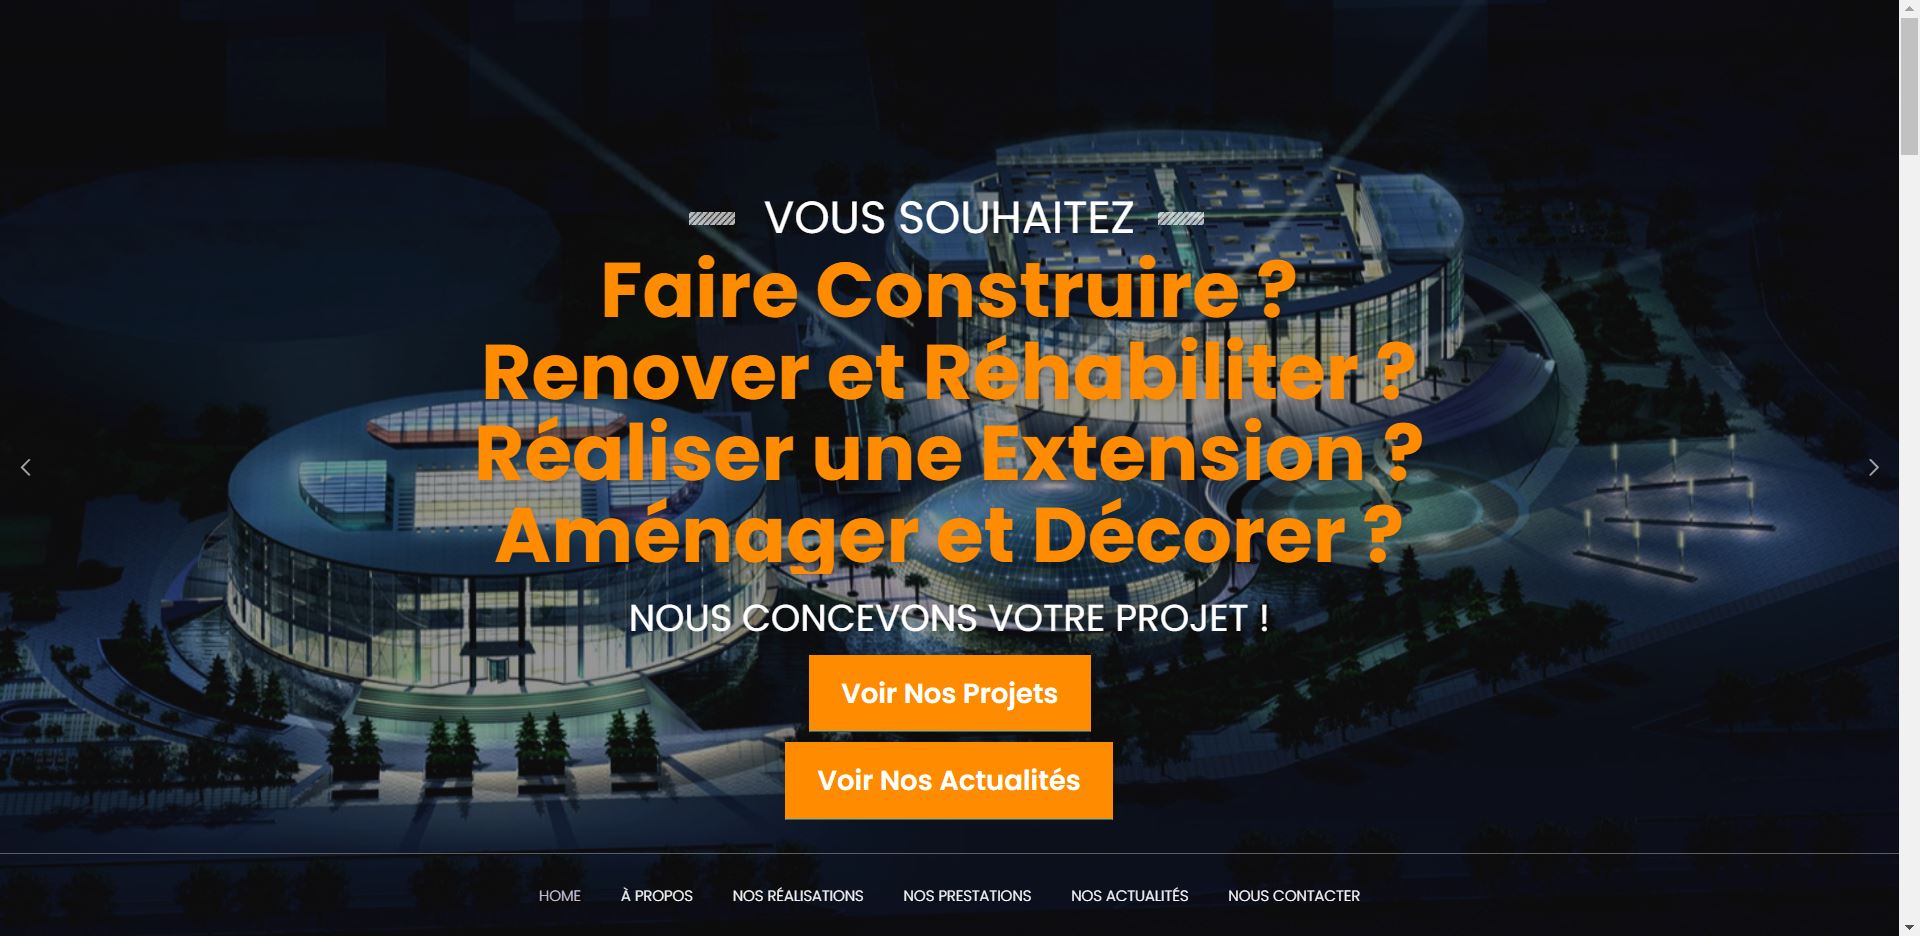 VOUS SOUHAITEZ
Faire Construire ?
Renover et Réhabiliter ?
Réaliser une Extension ?
Aménager et Décorer ?
NOUS CONCEVONS VOTRE PROJET !
Voir Nos Projets
Voir Nos Actualités
HOME À PROPOS NOS RÉALISATIONS NOS PRESTATIONS NOS ACTUALITÉS NOUS CONTACTER